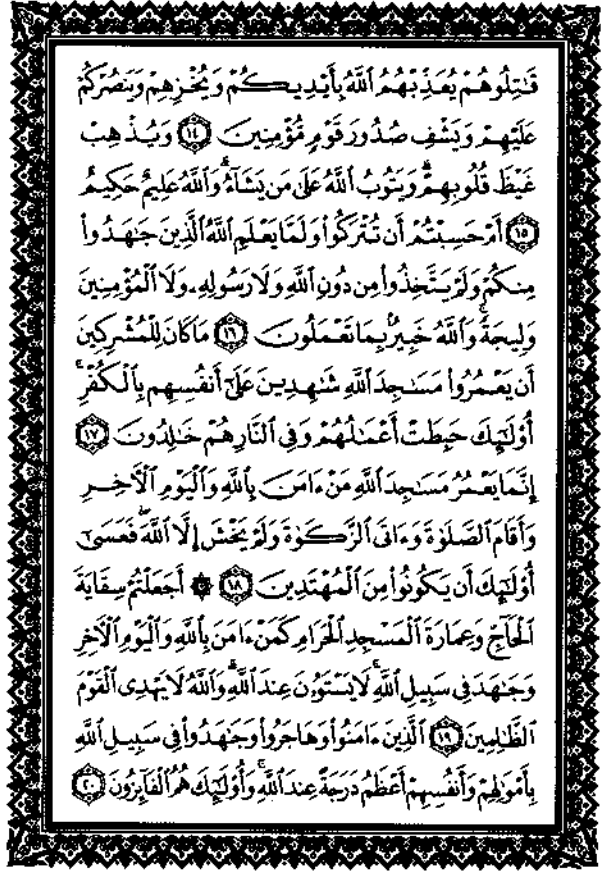 قَـٰتِلُوهُمْ يُعَذِّبْهُمُ ٱللَّهُ بِأَيْدِيكُمْ وَيُخْزِهِمْ وَيَنصُرْكُمْ
عَلَيْهِمْ وَيَشْفِ صُدُورَ قَوْمٍ مُّؤْمِنِينَ ١٤ وَيُذْهِبْ
غَيْظَ قُلُوبِهِمْ ۗ وَيَتُوبُ ٱللَّهُ عَلَىٰ مَن يَشَآءُ ۗ وَٱللَّهُ عَلِيمٌ حَكِيمٌ
١٥ أَمْ حَسِبْتُمْ أَن تُتْرَكُوا۟ وَلَمَّا يَعْلَمِ ٱللَّهُ ٱلَّذِينَ جَـٰهَدُوا۟
مِنكُمْ وَلَمْ يَتَّخِذُوا۟ مِن دُونِ ٱللَّهِ وَلَا رَسُولِهِۦ وَلَا ٱلْمُؤْمِنِينَ
وَلِيجَةً ۚ وَٱللَّهُ خَبِيرٌۢ بِمَا تَعْمَلُونَ ١٦ مَا كَانَ لِلْمُشْرِكِينَ
أَن يَعْمُرُوا۟ مَسَـٰجِدَ ٱللَّهِ شَـٰهِدِينَ عَلَىٰٓ أَنفُسِهِم بِٱلْكُفْرِ ۚ
أُو۟لَـٰٓئِكَ حَبِطَتْ أَعْمَـٰلُهُمْ وَفِى ٱلنَّارِ هُمْ خَـٰلِدُونَ ١٧
إِنَّمَا يَعْمُرُ مَسَـٰجِدَ ٱللَّهِ مَنْ ءَامَنَ بِٱللَّهِ وَٱلْيَوْمِ ٱلْـَٔاخِرِ
وَأَقَامَ ٱلصَّلَوٰةَ وَءَاتَى ٱلزَّكَوٰةَ وَلَمْ يَخْشَ إِلَّا ٱللَّهَ ۖ فَعَسَىٰٓ
أُو۟لَـٰٓئِكَ أَن يَكُونُوا۟ مِنَ ٱلْمُهْتَدِينَ ١٨ ۞ أَجَعَلْتُمْ سِقَايَةَ
ٱلْحَآجِّ وَعِمَارَةَ ٱلْمَسْجِدِ ٱلْحَرَامِ كَمَنْ ءَامَنَ بِٱللَّهِ وَٱلْيَوْمِ ٱلْـَٔاخِرِ
وَجَـٰهَدَ فِى سَبِيلِ ٱللَّهِ ۚ لَا يَسْتَوُۥنَ عِندَ ٱللَّهِ ۗ وَٱللَّهُ لَا يَهْدِى ٱلْقَوْمَ
ٱلظَّـٰلِمِينَ ١٩ ٱلَّذِينَ ءَامَنُوا۟ وَهَاجَرُوا۟ وَجَـٰهَدُوا۟ فِى سَبِيلِ ٱللَّهِ
بِأَمْوَٰلِهِمْ وَأَنفُسِهِمْ أَعْظَمُ دَرَجَةً عِندَ ٱللَّهِ ۚ وَأُو۟لَـٰٓئِكَ هُمُ ٱلْفَآئِزُونَ ٢٠